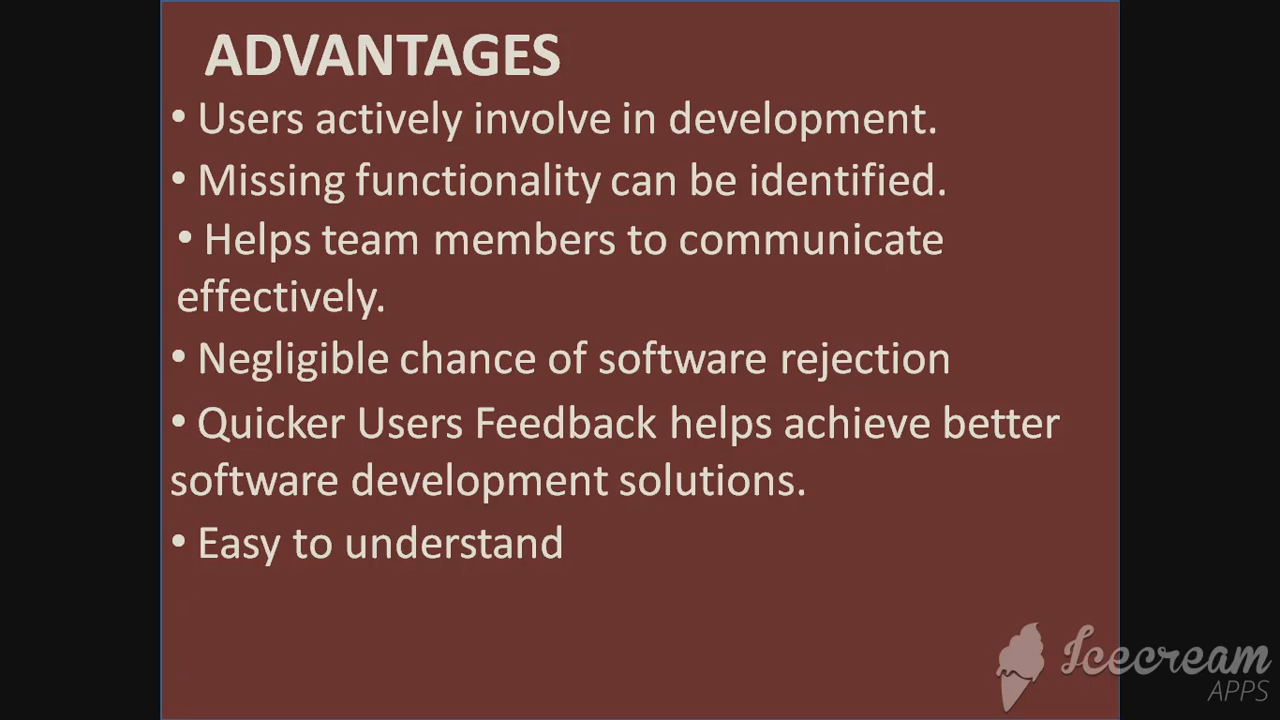 ADVANTAGES
• Users actively involve in development.
• Missing functionality can be identified.
• Helps team members to communicate
effectively.
• Negligible chance of software rejection
• Quicker Users Feedback helps achieve better
software development solutions.
• Easy to understand
Icecream
APPS